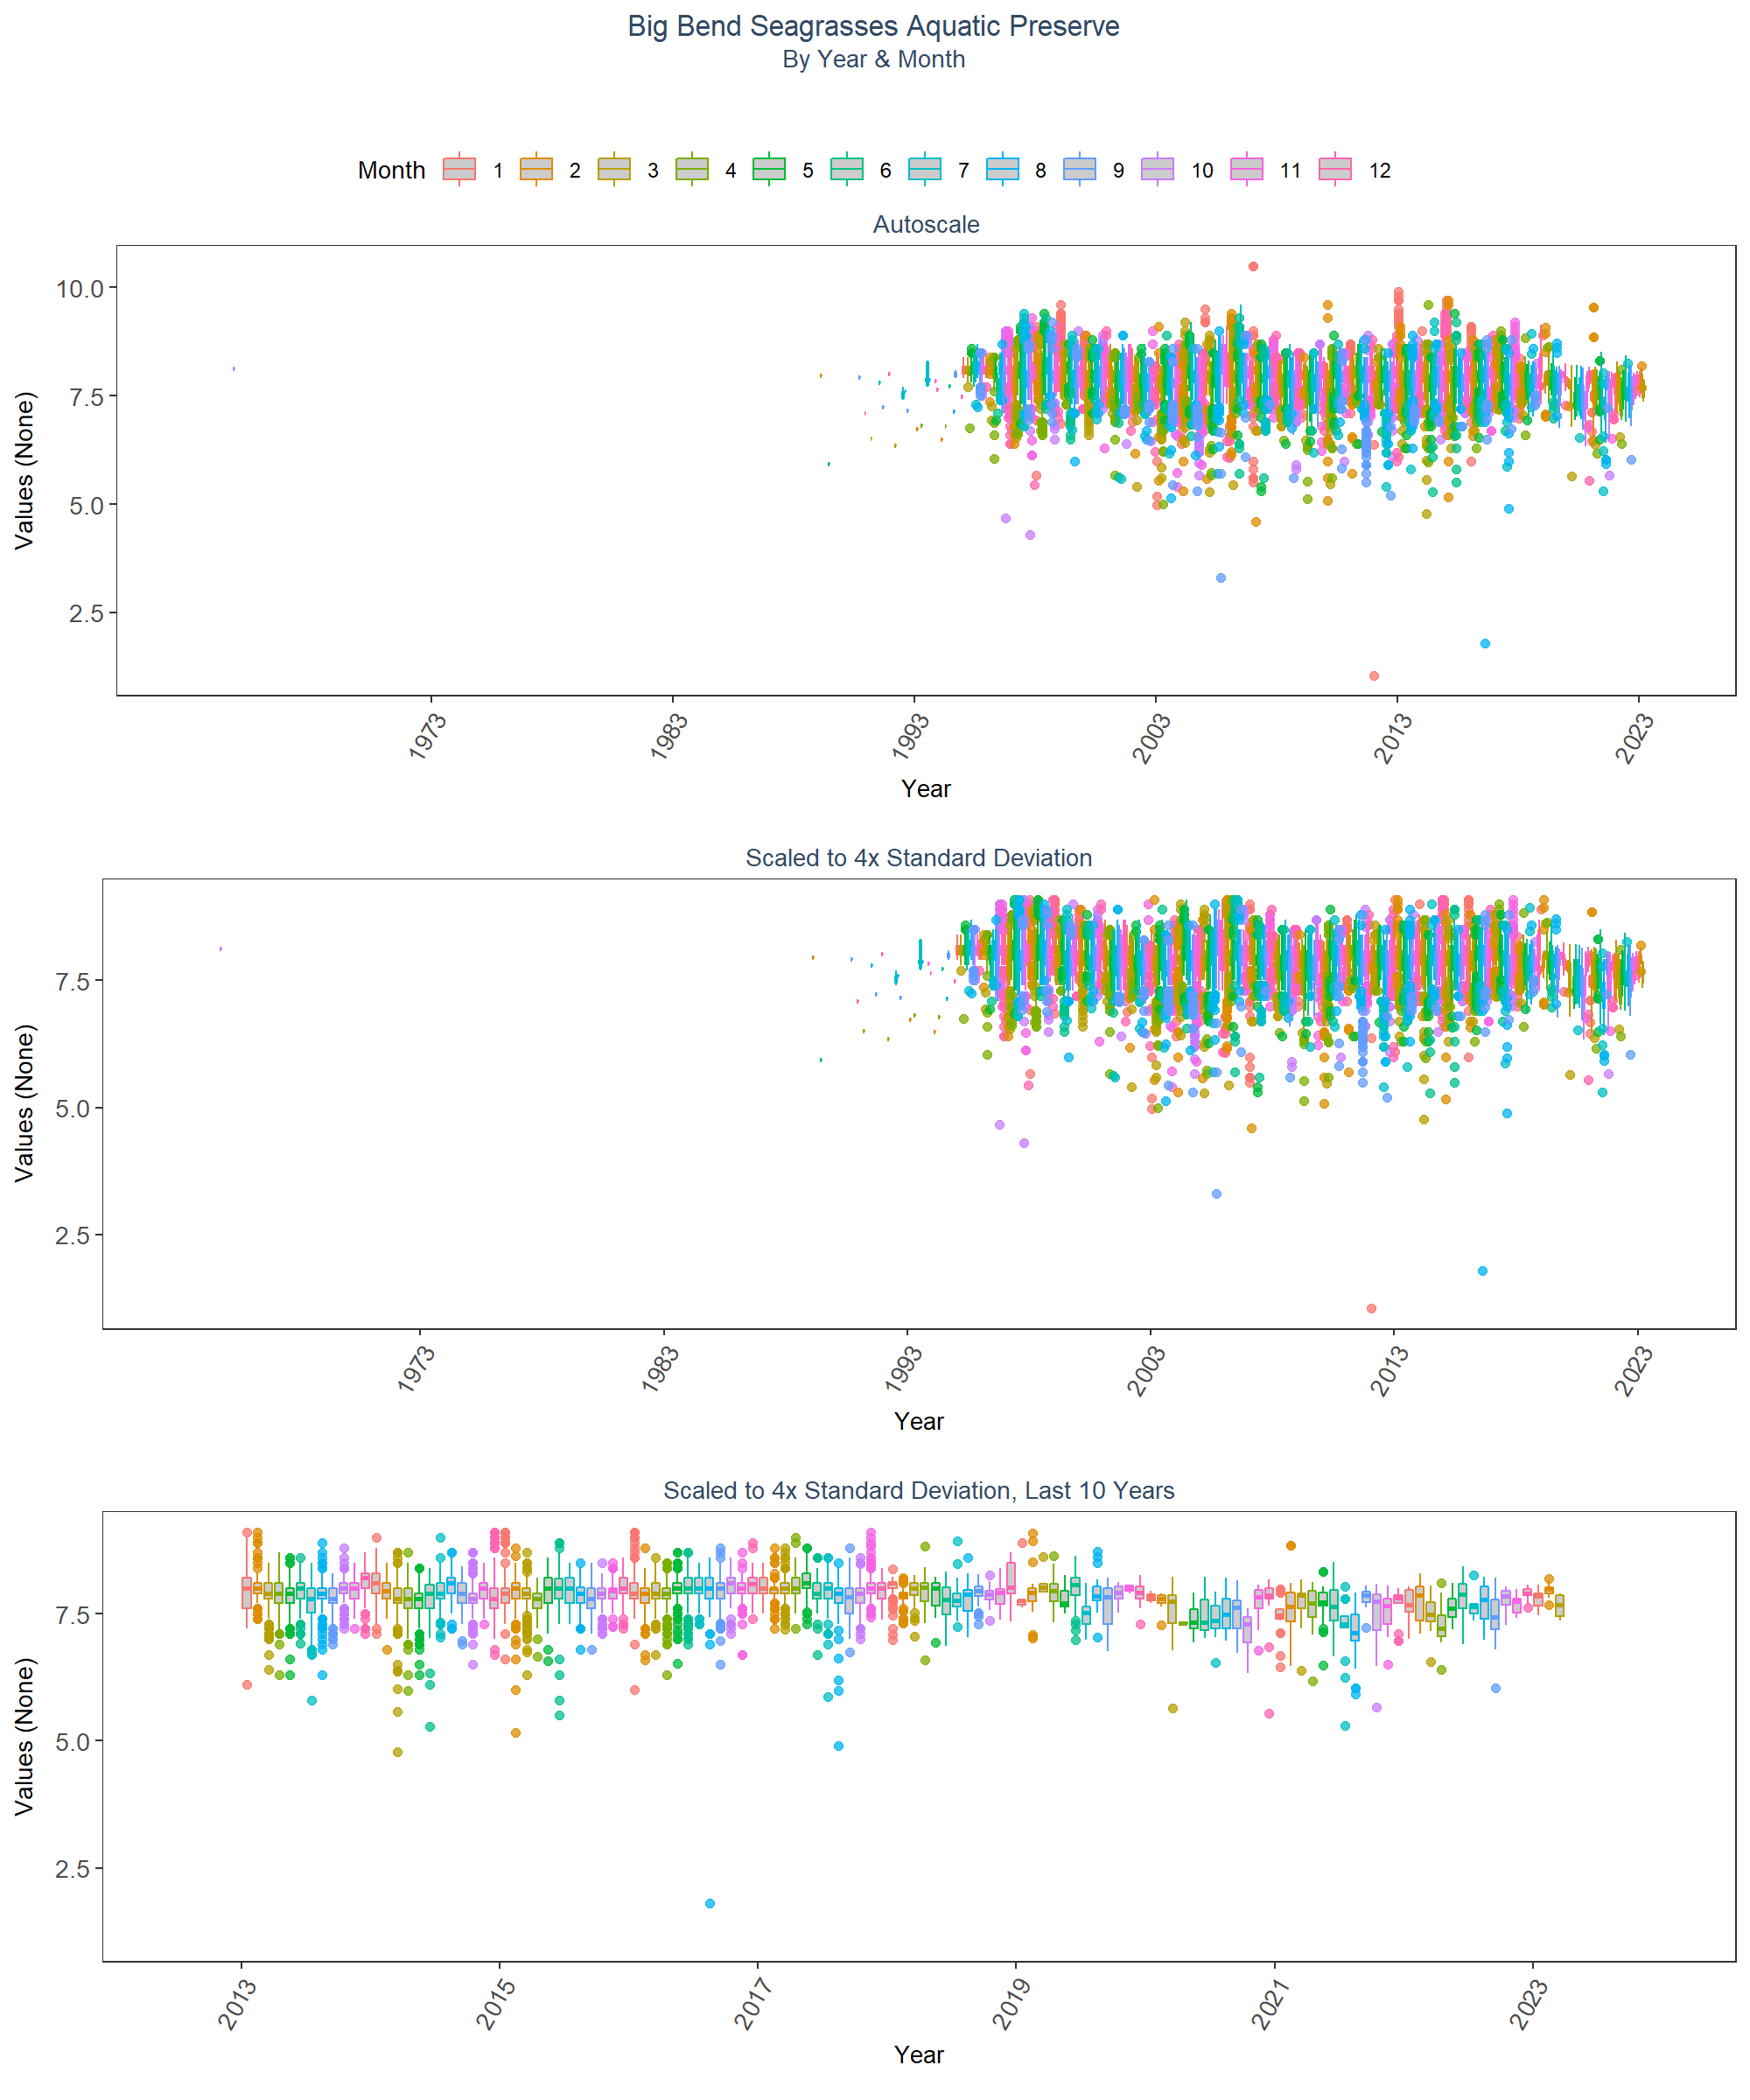 Big Bend Seagrasses Aquatic Preserve
By Year & Month
Month 1 2 3 4 5 6 7 8 9 10 11 12
Autoscale
Values (None)
10.0
7.5
5.0
2.5
1973 1983 1993 2003 2013 2023
Year
Scaled to 4x Standard Deviation
Values (None)
7.5
5.0
2.5
1973 1983 1993 2003 2013 2023
Year
Scaled to 4x Standard Deviation, Last 10 Years
Values (None)
7.5
5.0
2.5
2013 2015 2017 2019 2021 2023
Year